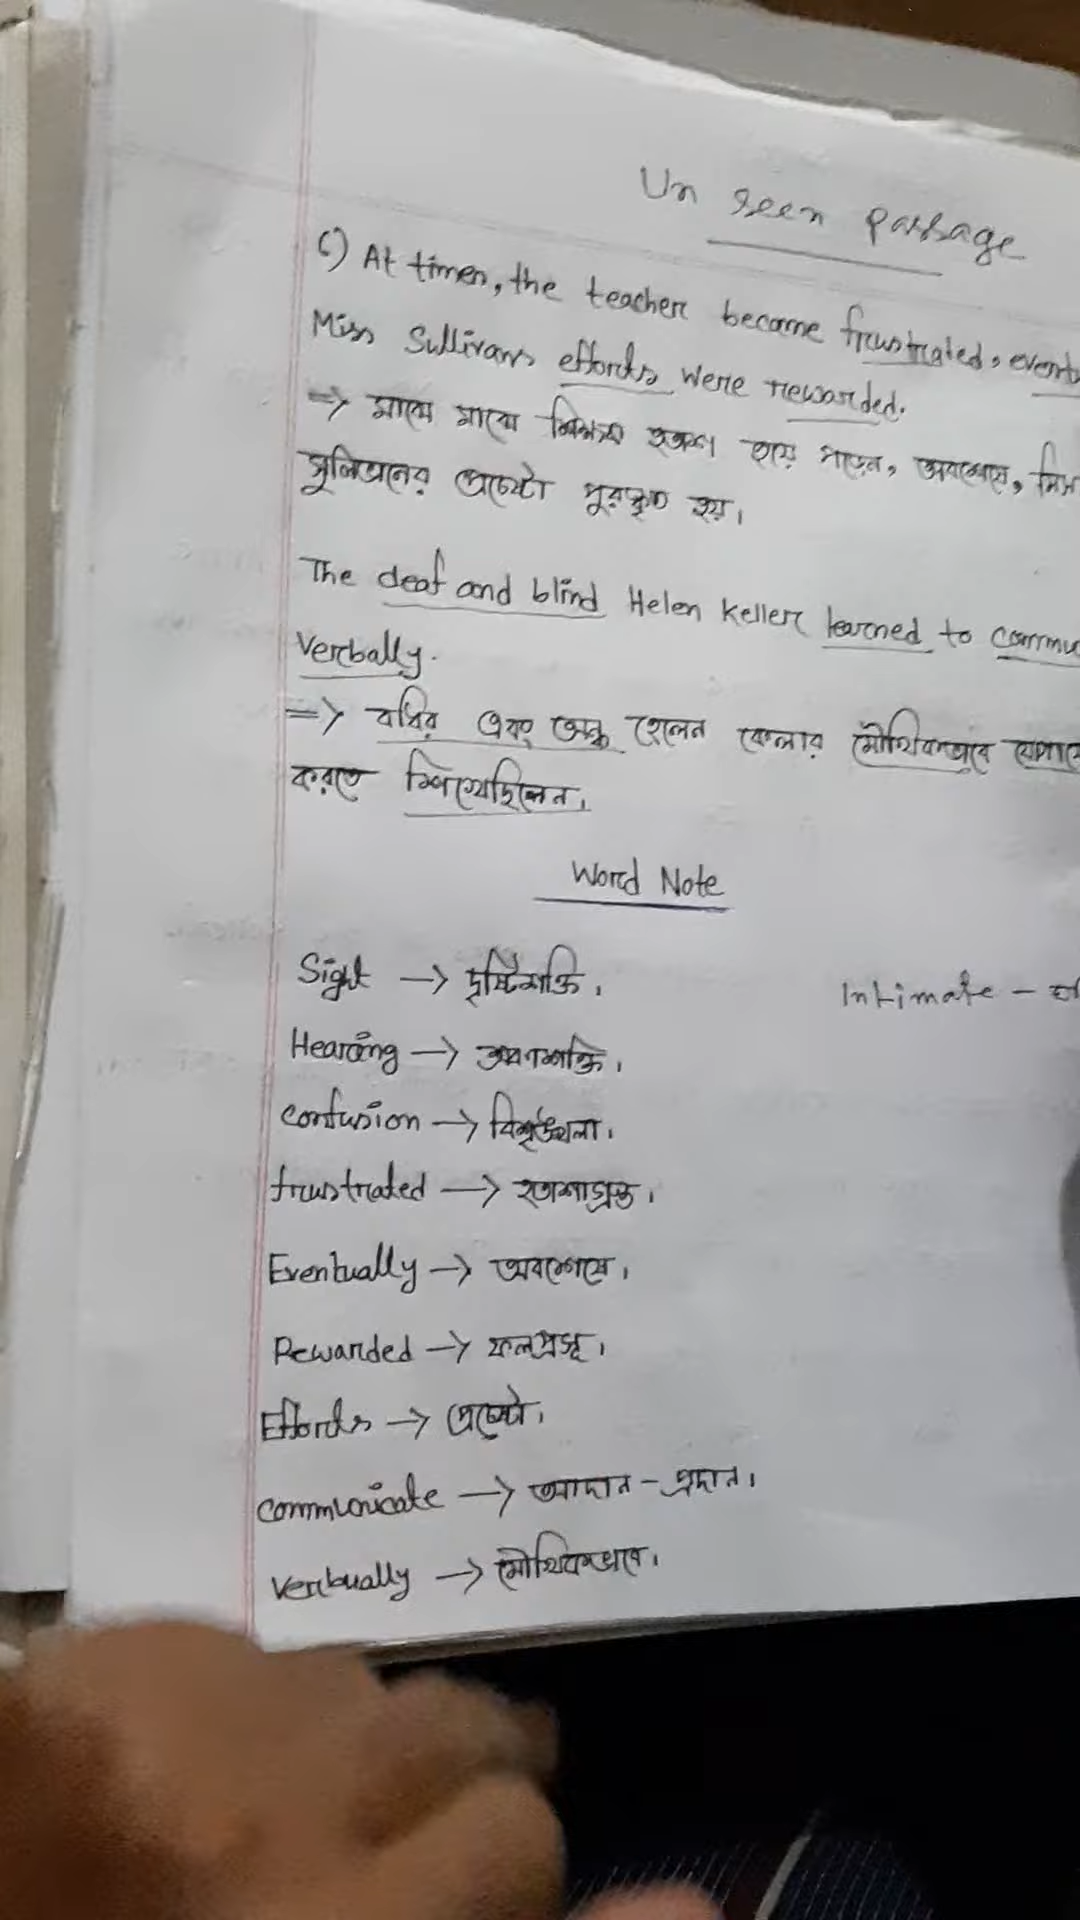 Un seen passage
c) At times, the teacher became frustrated, event
Miss Sullivans efforts were rewarded.
=> মাঝে মাঝে শিক্ষিকা হতাশ হয়ে পড়েন, অবশেষে, মিস
সুলিভানের প্রচেষ্টা পুরস্কৃত হয়।
The deaf and blind Helen Keller learned to commu
Verbally.
=> বধির এবং অন্ধ হেলেন কেলার মৌখিকভাবে
করতে শিখেছিলেন।
Word Note
Sight -> দৃষ্টিশক্তি।
Intimate -
Hearing -> শ্রবণশক্তি।
confusion -> বিশৃঙ্খলা।
frustrated -> হতাশাগ্রস্ত।
Eventually -> অবশেষে।
Rewarded -> ফলপ্রসূ।
Efforts -> প্রচেষ্টা।
communicate -> আদান-প্রদান।
verbually -> মৌখিকভাবে।